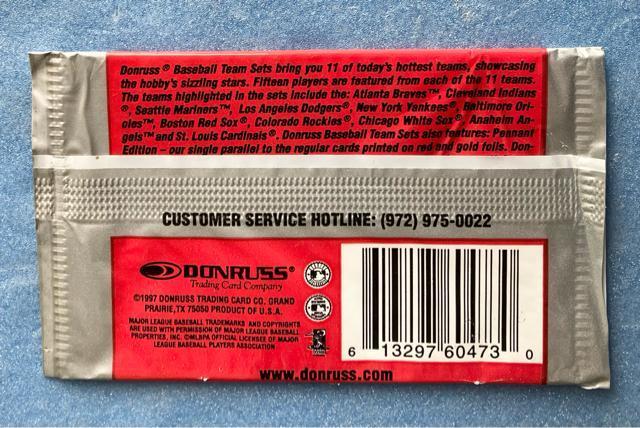 Donruss® Baseball Team Sets bring you 11 of today's hottest teams, showcasing
the hobby's sizzling stars. Fifteen players are featured from each of the 11 teams.
The teams highlighted in the sets include the: Atlanta Braves™, Cleveland Indians
®, Seattle Mariners™, Los Angeles Dodgers®, New York Yankees®, Baltimore Ori-
oles™, Boston Red Sox®, Colorado Rockies®, Chicago White Sox®, Anaheim An-
gels™ and St. Louis Cardinals®. Donruss Baseball Team Sets also features: Pennant
Edition – our single parallel to the regular cards printed on red and gold foils. Don-
CUSTOMER SERVICE HOTLINE: (972) 975-0022
DONRUSS®
Trading Card Company
©1997 DONRUSS TRADING CARD CO. GRAND
PRAIRIE, TX 75050 PRODUCT OF U.S.A.
MAJOR LEAGUE BASEBALL TRADEMARKS AND COPYRIGHTS
ARE USED WITH PERMISSION OF MAJOR LEAGUE BASEBALL
PROPERTIES, INC. ©MLBPA OFFICIAL LICENSEE OF MAJOR
LEAGUE BASEBALL PLAYERS ASSOCIATION
6 13297 60473 0
www.donruss.com